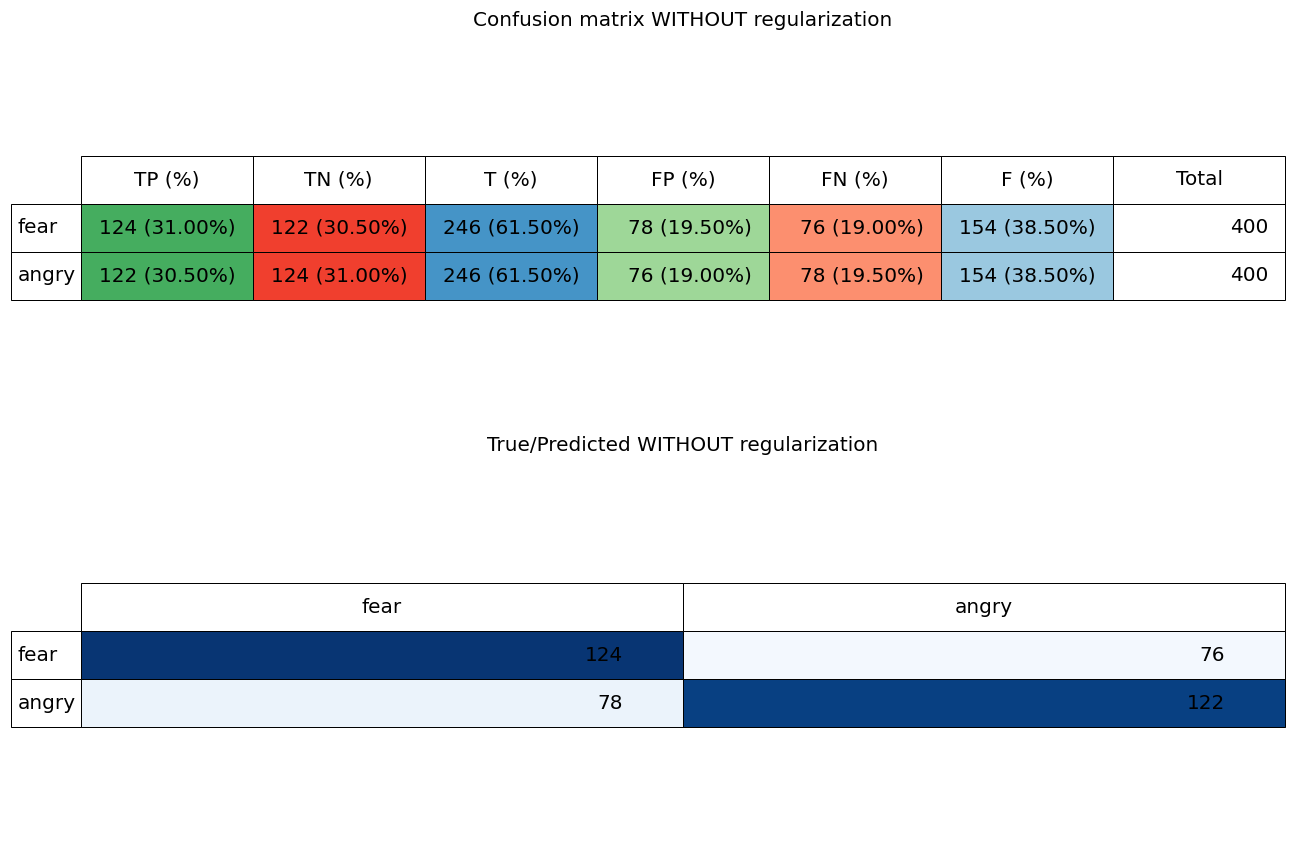 Confusion matrix WITHOUT regularization
TP (%) TN (%) T (%) FP (%) FN (%) F (%) Total
fear 124 (31.00%) 122 (30.50%) 246 (61.50%) 78 (19.50%) 76 (19.00%) 154 (38.50%) 400
angry 122 (30.50%) 124 (31.00%) 246 (61.50%) 76 (19.00%) 78 (19.50%) 154 (38.50%) 400
True/Predicted WITHOUT regularization
fear angry
fear 124 76
angry 78 122